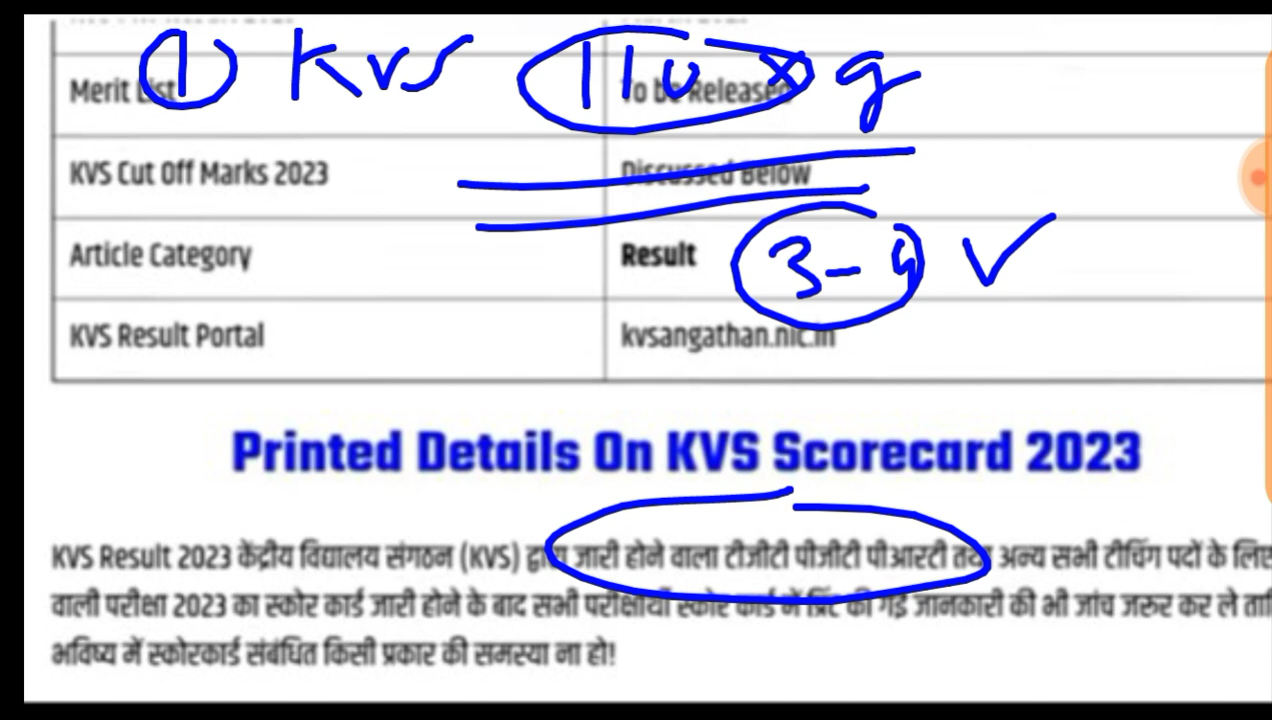 ① KVS
Merit List To be Released
KVS Cut Off Marks 2023 Discussed Below
Article Category Result
3-4 ✓
KVS Result Portal kvsangathan.nic.in
Printed Details On KVS Scorecard 2023
KVS Result 2023 केंद्रीय विद्यालय संगठन (KVS) द्वारा जारी होने वाला टीजीटी पीजीटी पीआरटी तथा अन्य सभी टीचिंग पदों के लिए
वाली परीक्षा 2023 का स्कोर कार्ड जारी होने के बाद सभी परीक्षार्थी स्कोर कार्ड में प्रिंट की गई जानकारी की भी जांच जरुर कर ले
भविष्य में स्कोरकार्ड संबंधित किसी प्रकार की समस्या ना हो!